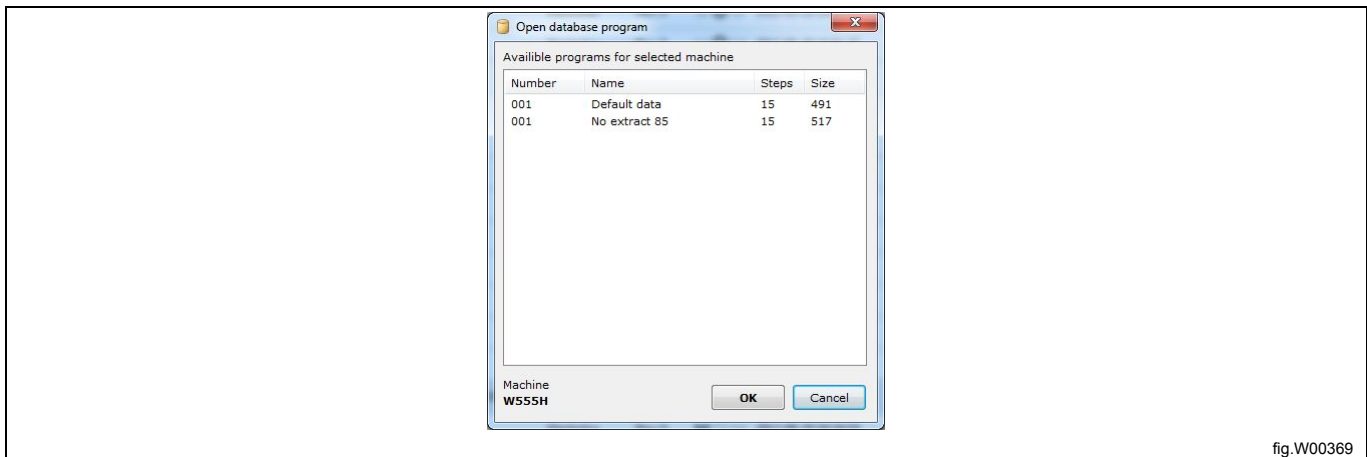 Open database program
Availible programs for selected machine
Number Name Steps Size
001 Default data 15 491
001 No extract 85 15 517
Machine
W555H
OK Cancel
fig.W00369